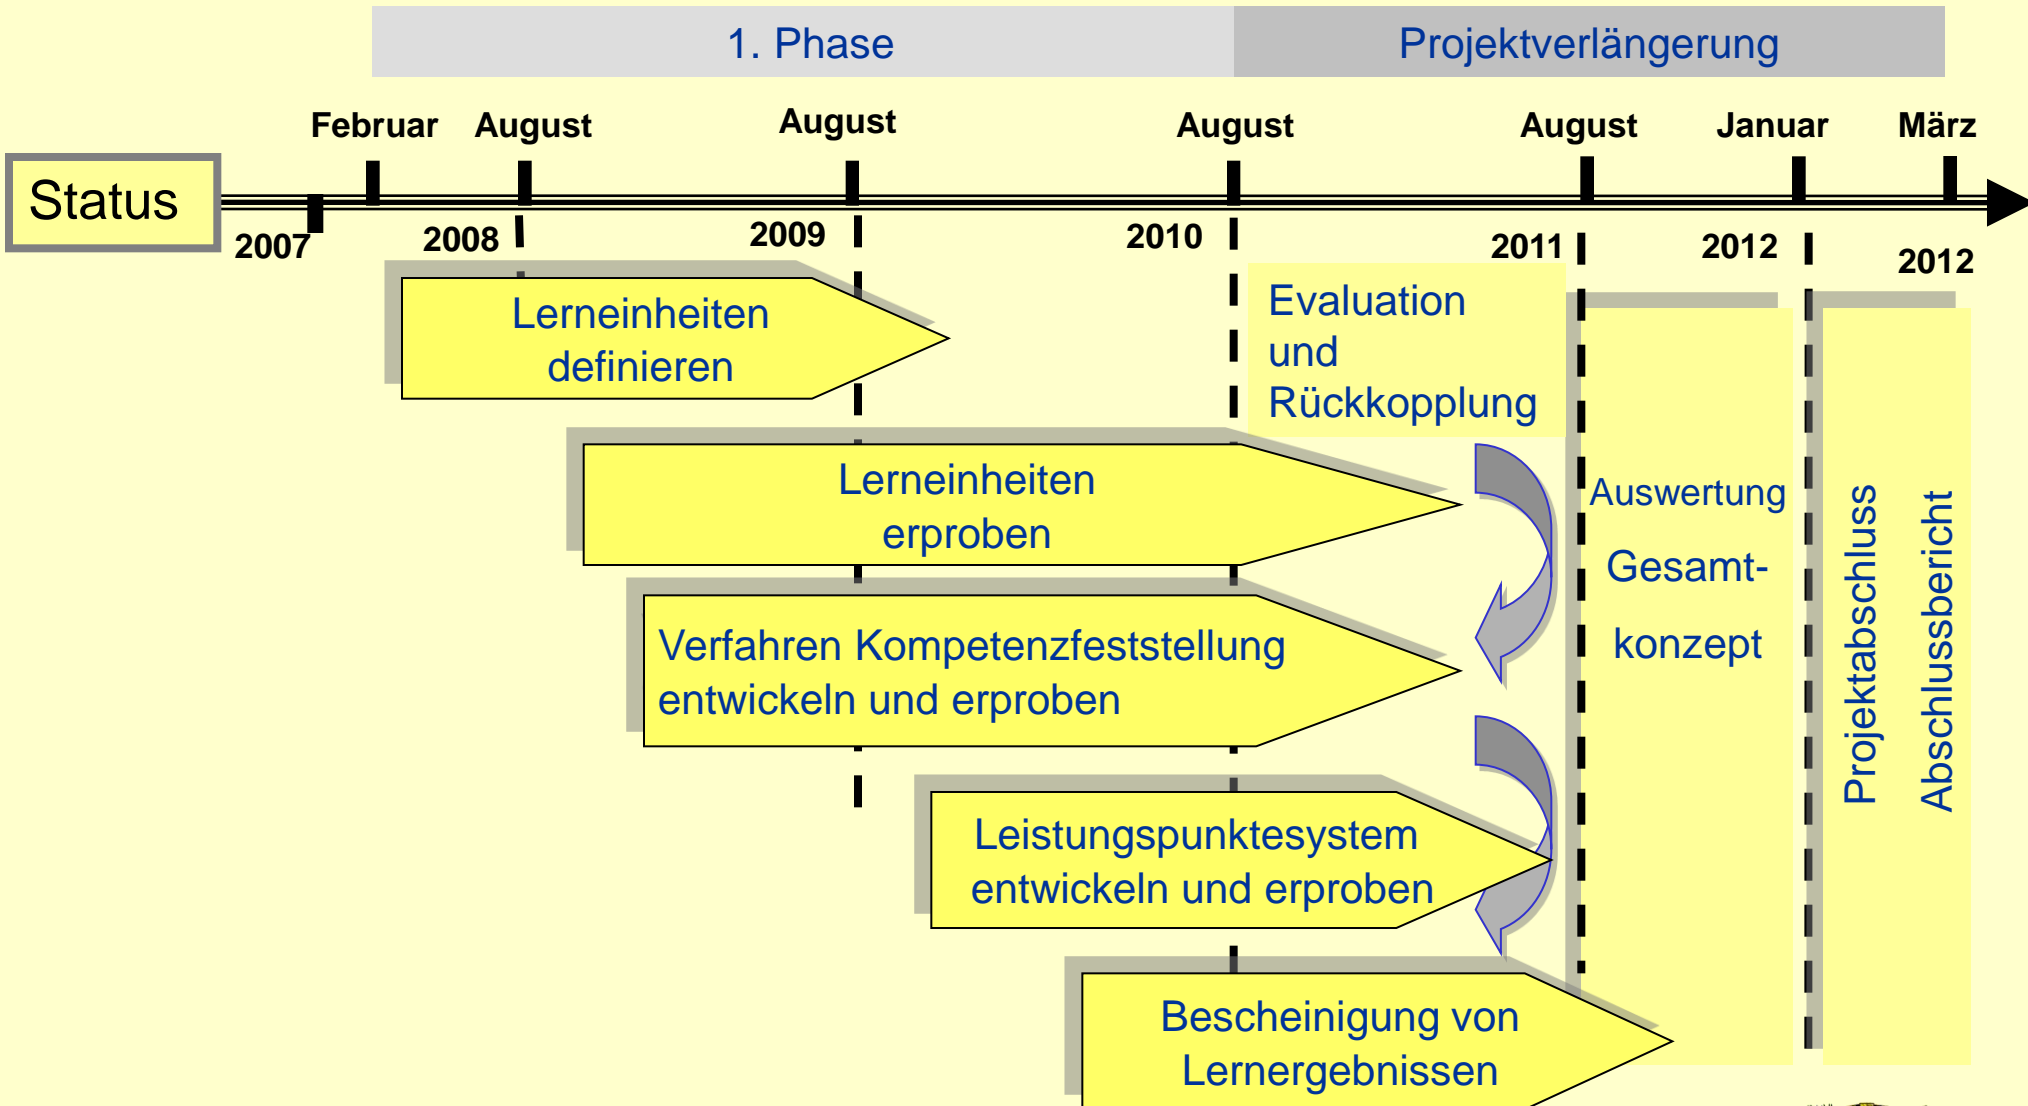 1. Phase
Projektverlängerung
Februar
August
August
August
August
Januar
März
Status
2007
2008
2009
2010
2011
2012
2012
Lerneinheiten
definieren
Evaluation
und
Rückkopplung
Lerneinheiten
erproben
Verfahren Kompetenzfeststellung
entwickeln und erproben
Leistungspunktesystem
entwickeln und erproben
Bescheinigung von
Lernergebnissen
Auswertung
Gesamt-
konzept
Projektabschluss
Abschlussbericht